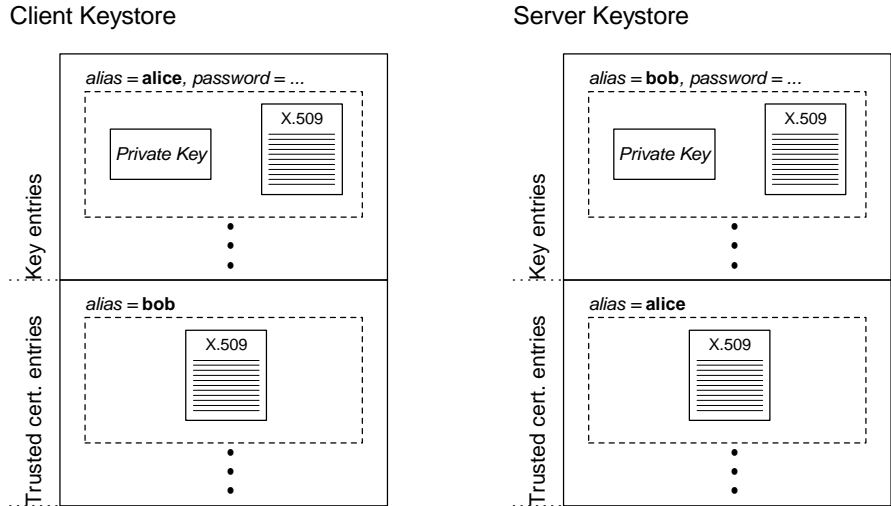 Client Keystore
alias = alice, password = ...
Private Key
X.509
Key entries
alias = bob
X.509
Trusted cert. entries
Server Keystore
alias = bob, password = ...
Private Key
X.509
Key entries
alias = alice
X.509
Trusted cert. entries